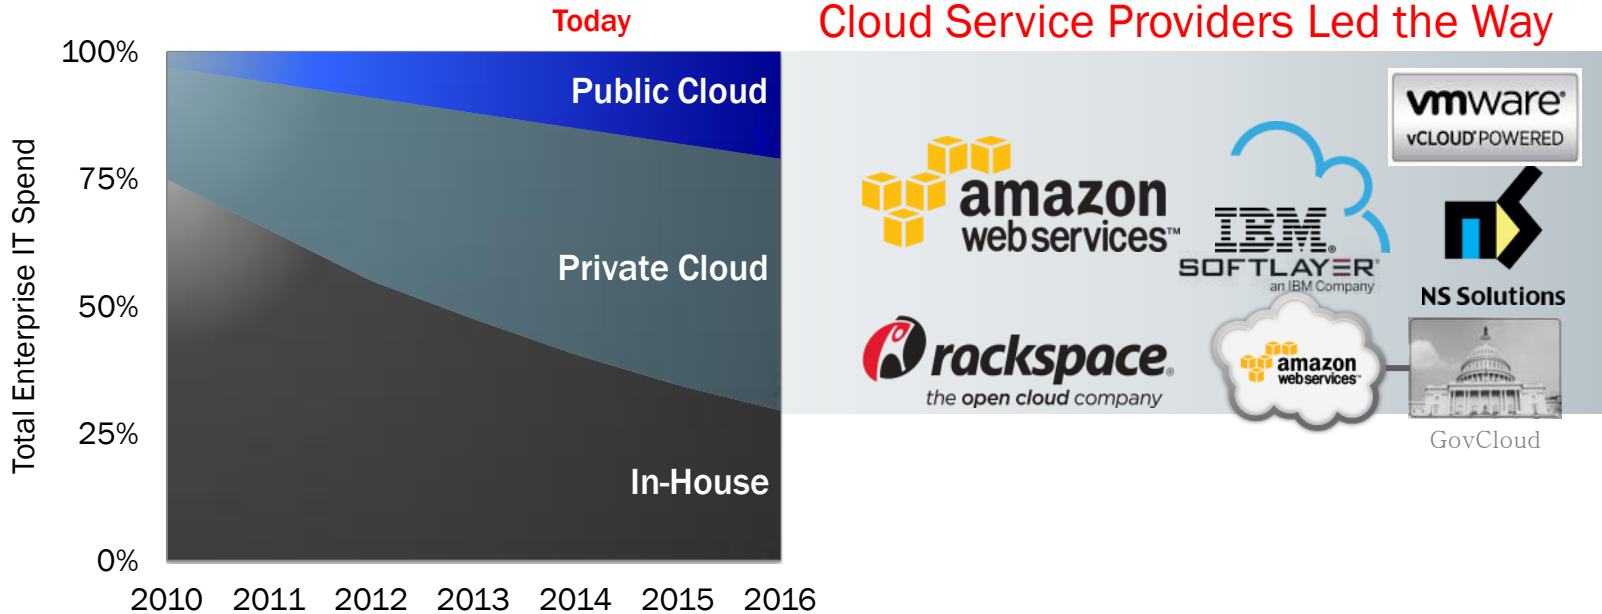 Today
Cloud Service Providers Led the Way
Total Enterprise IT Spend
100%
75%
50%
25%
0%
2010 2011 2012 2013 2014 2015 2016
Public Cloud
Private Cloud
In-House
amazon
web services™
IBM®
SOFTLAYER®
an IBM Company
vmware®
vCLOUD® POWERED
NS Solutions
rackspace®
the open cloud company
amazon
web services™
GovCloud